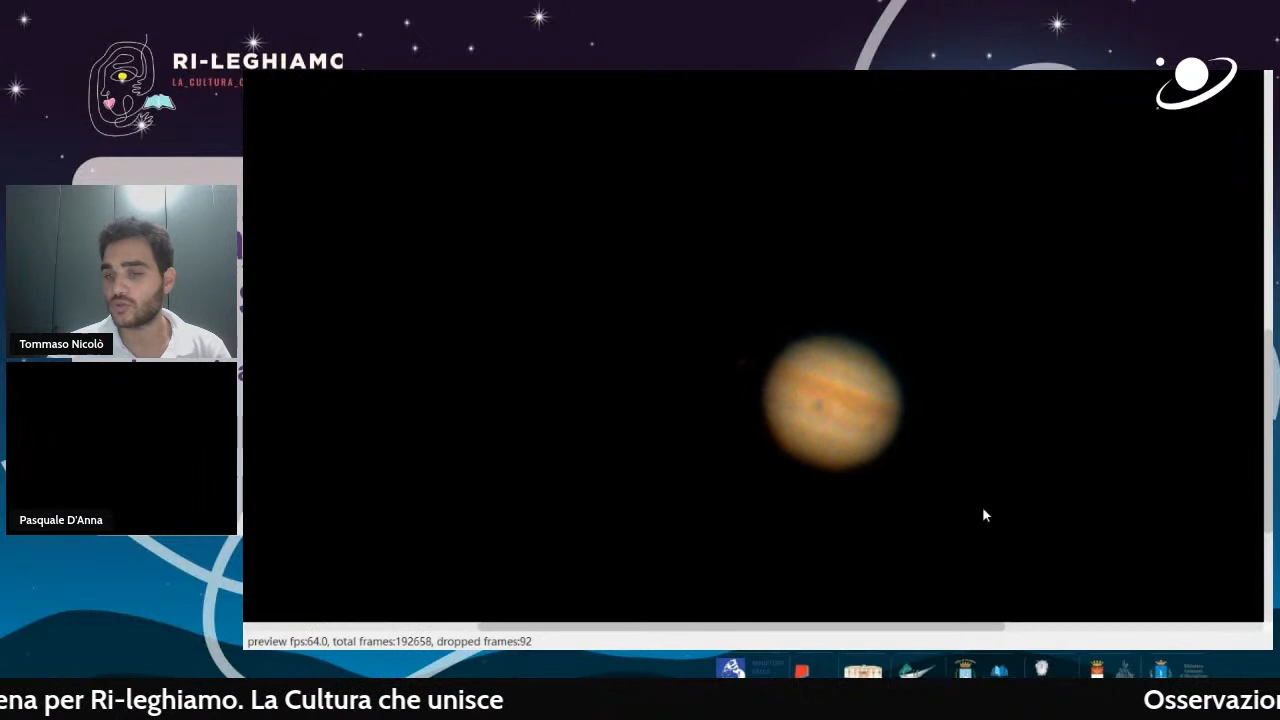 RI-LEGHIAMO
LA_CULTURA_C
Tommaso Nicolò
Pasquale D'Anna
preview fps:64.0, total frames:192658, dropped frames:92
ena per Ri-leghiamo. La Cultura che unisce
Osservazion